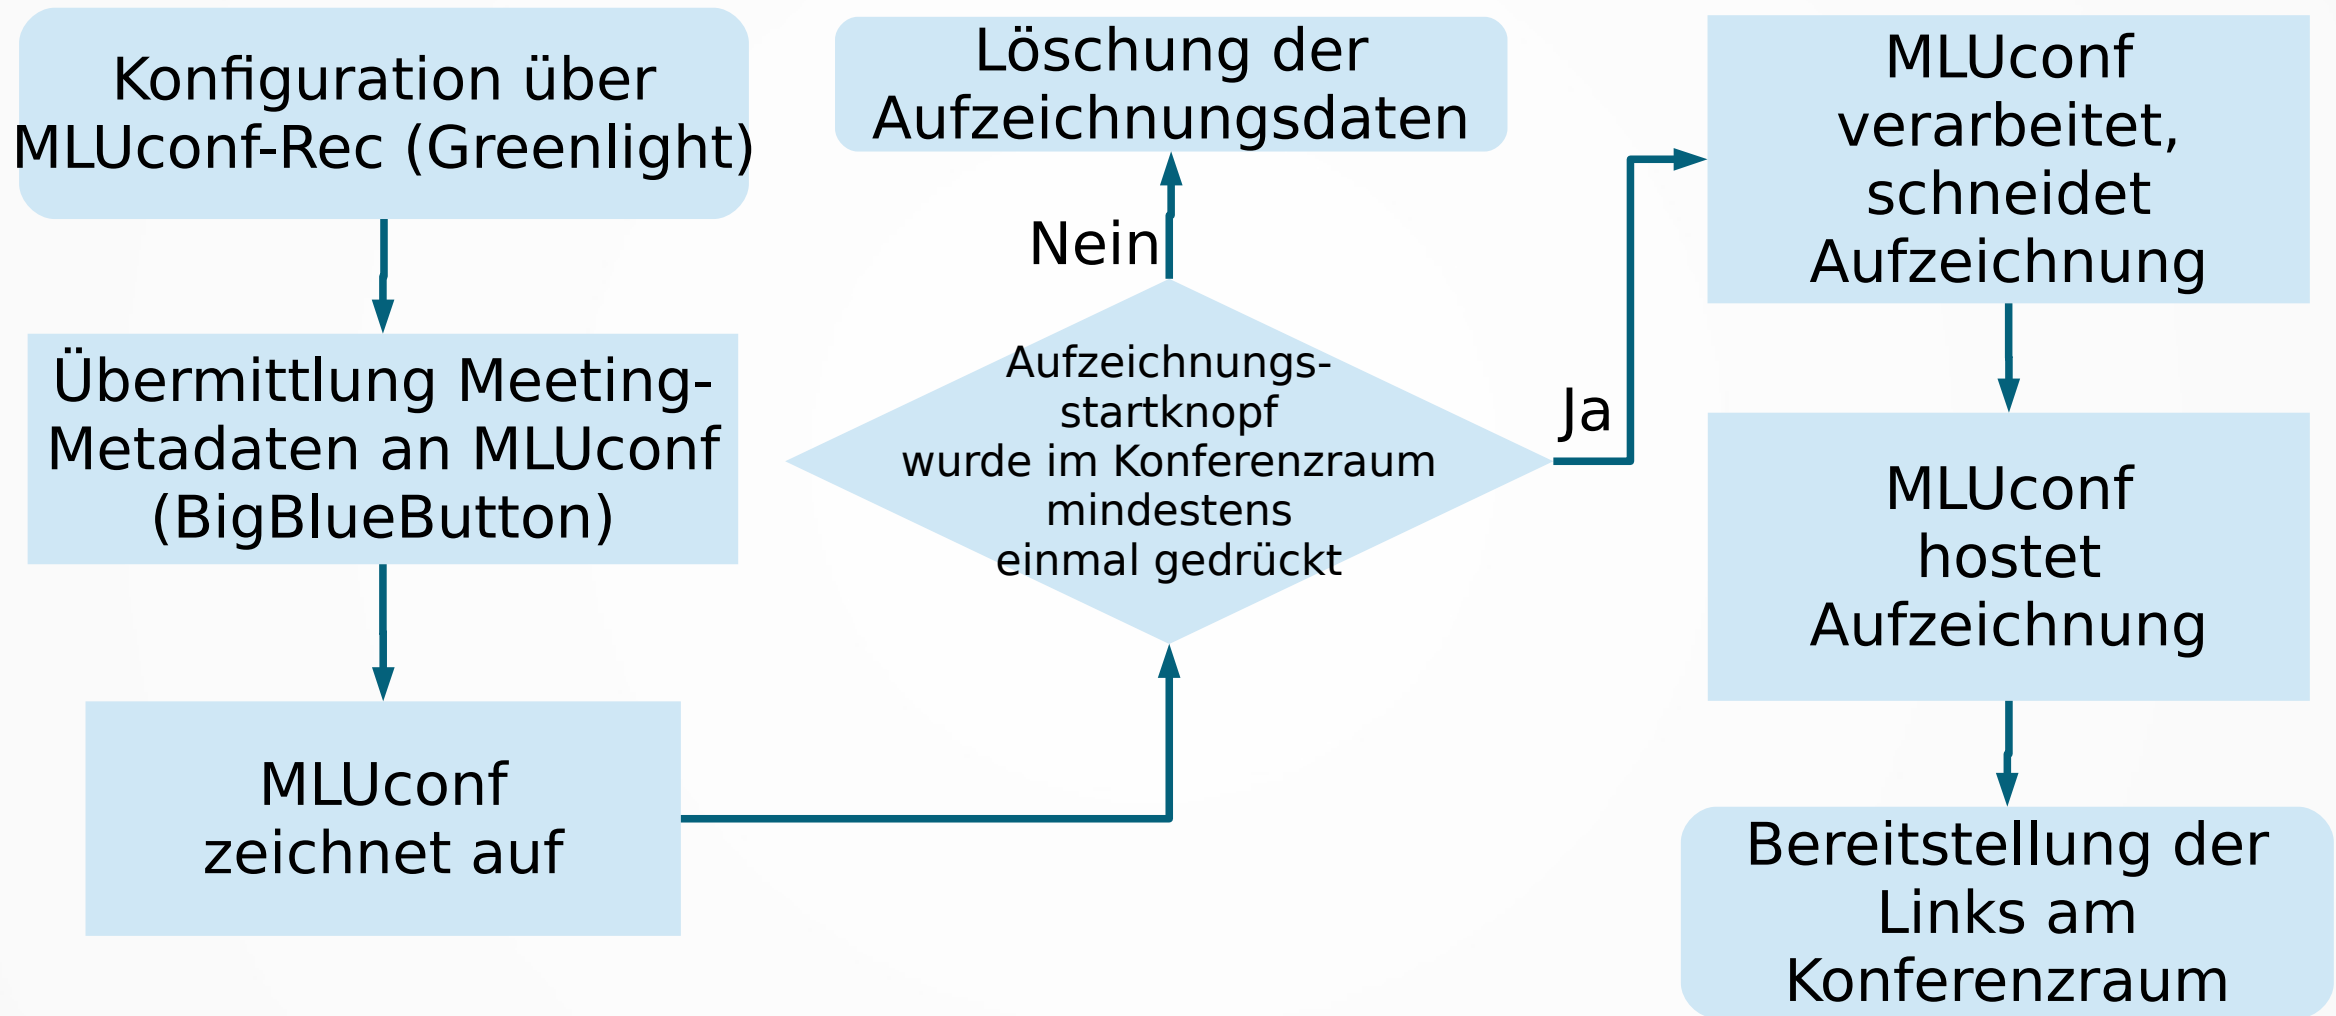 Konfiguration über
MLUconf-Rec (Greenlight)
Übermittlung Meeting-
Metadaten an MLUconf
(BigBlueButton)
MLUconf
zeichnet auf
Löschung der
Aufzeichnungsdaten
Nein
Aufzeichnungs-
startknopf
wurde im Konferenzraum
mindestens
einmal gedrückt
Ja
MLUconf
verarbeitet,
schneidet
Aufzeichnung
MLUconf
hostet
Aufzeichnung
Bereitstellung der
Links am
Konferenzraum